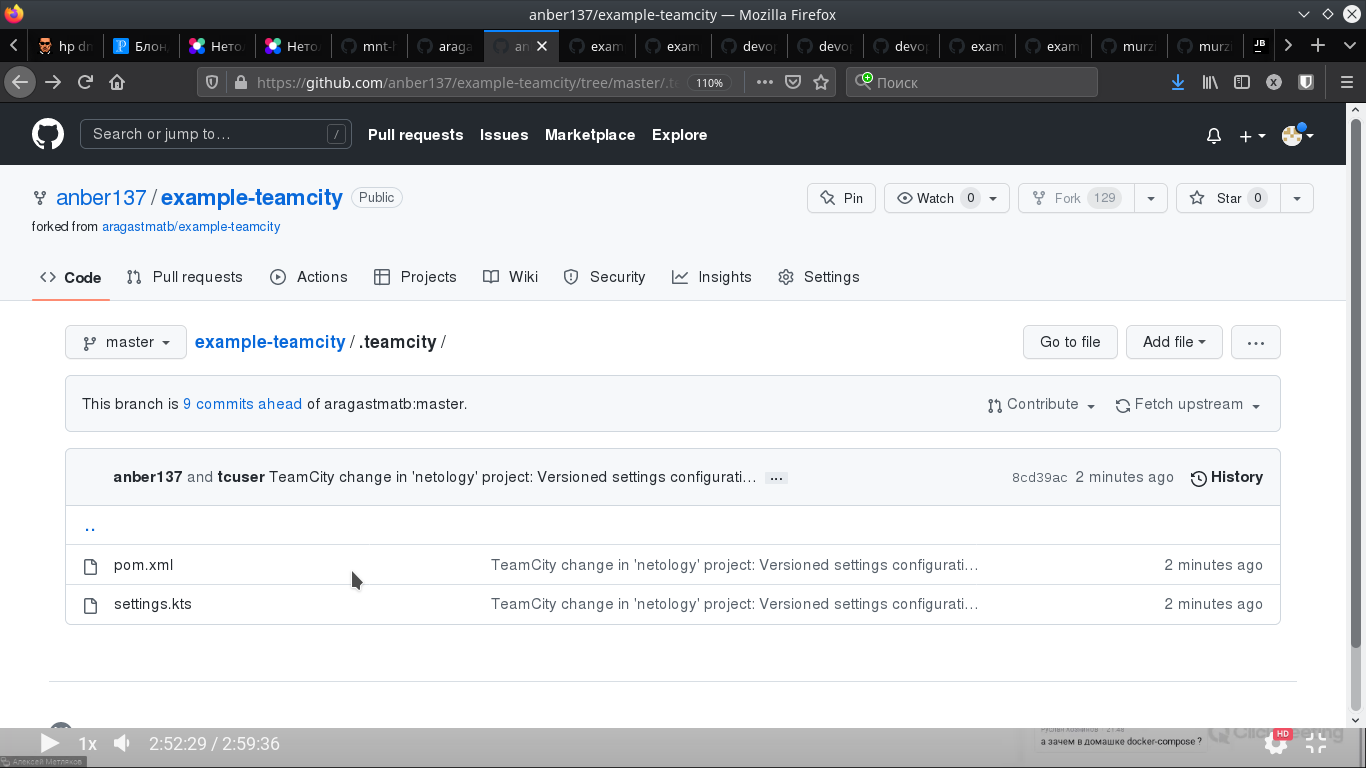 anber137/example-teamcity — Mozilla Firefox
hp dn Блон Нето. Нето. mnt-h araga an exam exam devop devop devop exam exam murzi murzi JB
https://github.com/anber137/example-teamcity/tree/master/.te 110% Поиск
Search or jump to… / Pull requests Issues Marketplace Explore
anber137 / example-teamcity Public Pin Watch 0 Fork 129 Star 0
forked from aragastmatb/example-teamcity
Code Pull requests Actions Projects Wiki Security Insights Settings
master example-teamcity / .teamcity / Go to file Add file ...
This branch is 9 commits ahead of aragastmatb:master. Contribute Fetch upstream
anber137 and tcuser TeamCity change in 'netology' project: Versioned settings configurati… ... 8cd39ac 2 minutes ago History
..
pom.xml TeamCity change in 'netology' project: Versioned settings configurati… 2 minutes ago
settings.kts TeamCity change in 'netology' project: Versioned settings configurati… 2 minutes ago
1x 2:52:29 / 2:59:36 HD
а зачем в домашке docker-compose ?
Алексей Метляков